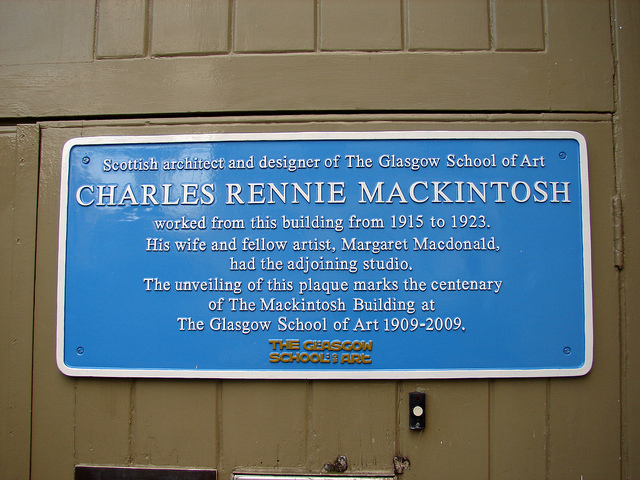 Scottish architect and designer of The Glasgow School of Art
CHARLES RENNIE MACKINTOSH
worked from this building from 1915 to 1923.
His wife and fellow artist, Margaret Macdonald,
had the adjoining studio.
The unveiling of this plaque marks the centenary
of The Mackintosh Building at
The Glasgow School of Art 1909-2009.
THE GLASGOW
SCHOOL OF ART